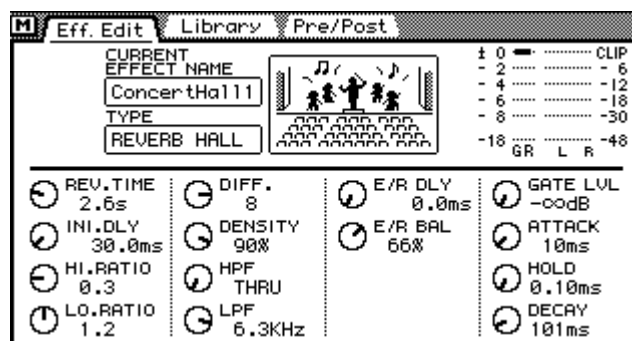 M Eff. Edit Library Pre/Post
CURRENT
EFFECT NAME
ConcertHall1
TYPE
REVERB HALL
± 0 CLIP
- 2 - 6
- 4 -12
- 6 -18
- 8 -30
-18 -48
GR L R
REV.TIME
2.6s
INI.DLY
30.0ms
HI.RATIO
0.3
LO.RATIO
1.2
DIFF.
8
DENSITY
90%
HPF
THRU
LPF
6.3KHz
E/R DLY
0.0ms
E/R BAL
66%
GATE LVL
-∞dB
ATTACK
10ms
HOLD
0.10ms
DECAY
101ms